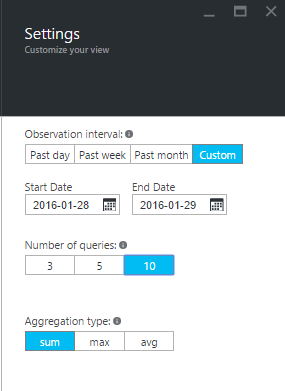 Settings
Customize your view
Observation interval:
Past day Past week Past month Custom
Start Date End Date
2016-01-28 2016-01-29
Number of queries:
3 5 10
Aggregation type:
sum max avg